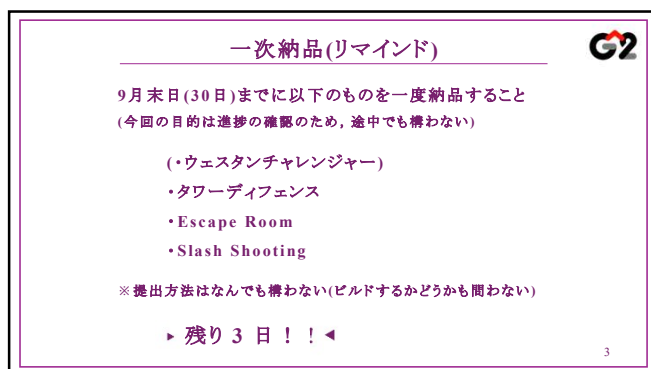 一次納品(リマインド)
G2
9月末日(30日)までに以下のものを一度納品すること
(今回の目的は進捗の確認のため, 途中でも構わない)
(・ウェスタンチャレンジャー)
・タワーディフェンス
・Escape Room
・Slash Shooting
※提出方法はなんでも構わない(ビルドするかどうかも問わない)
▶ 残り 3 日！！◀
3